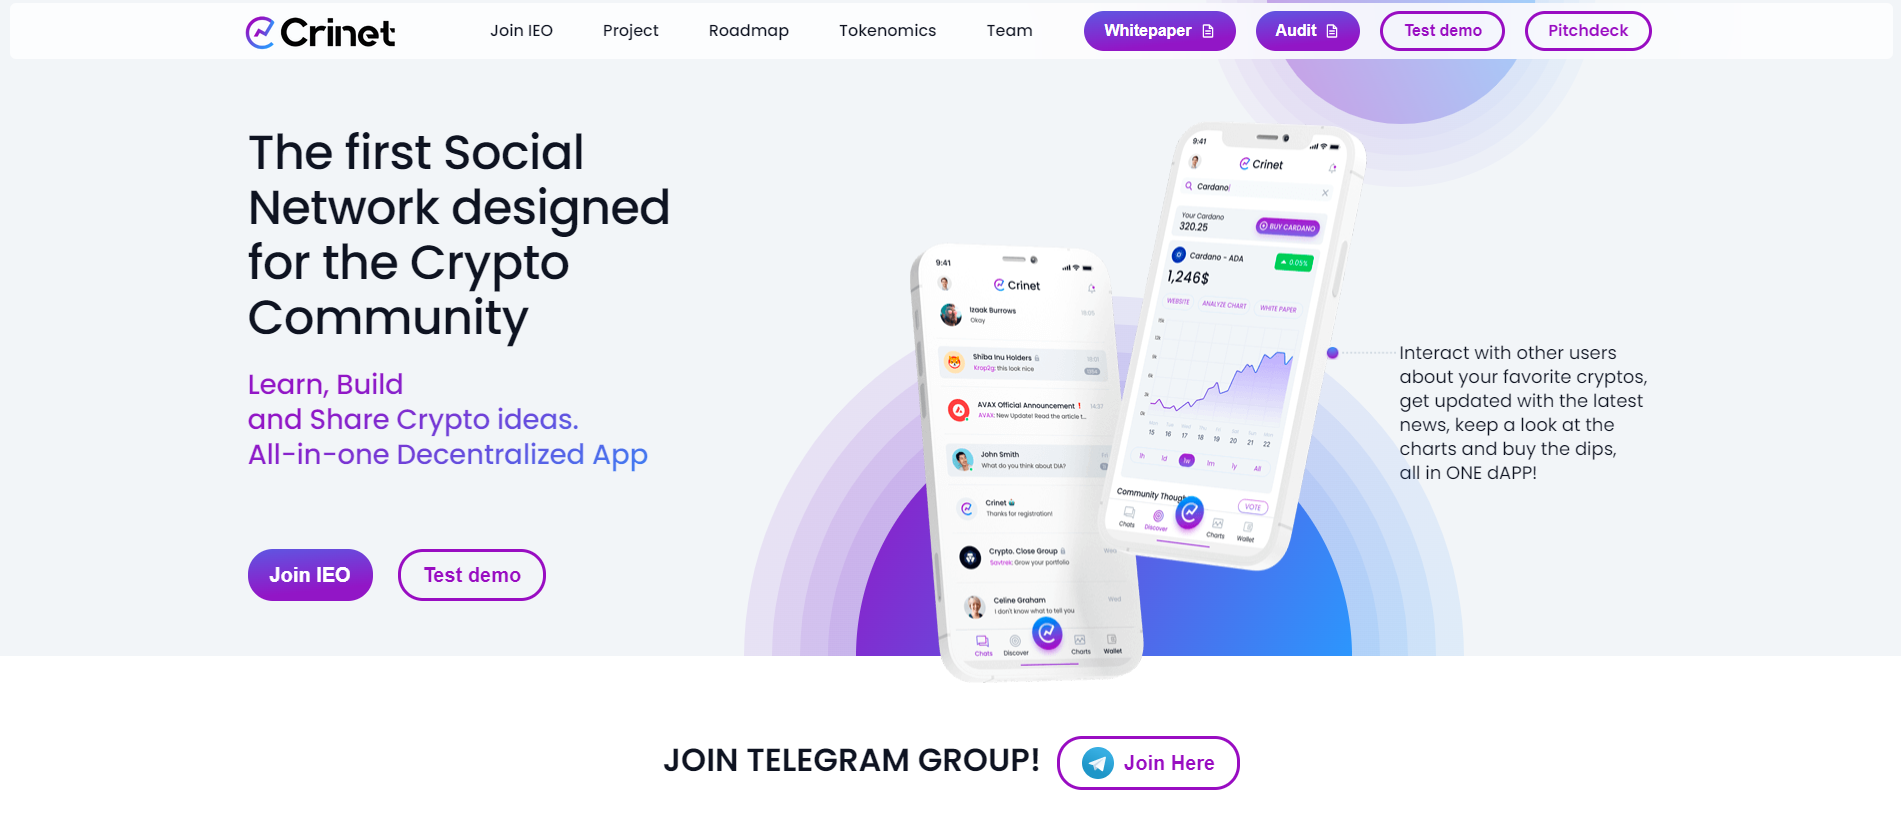 Crinet
Join IEO
Project
Roadmap
Tokenomics
Team
Whitepaper
Audit
Test demo
Pitchdeck
The first Social
Network designed
for the Crypto
Community
Learn, Build
and Share Crypto ideas.
All-in-one Decentralized App
Join IEO
Test demo
9:41
Crinet
Izaak Burrows
Okay
Shiba Inu Holders
18:01
Krop2g: this look nice
AVAX Official Announcement
14:37
AVAX: New Update! Read the article t...
John Smith
What do you think about DIA?
Crinet
Thanks for registration!
Crypto. Close Group
Wed
Savtrek: Grow your portfolio
Celine Graham
Wed
I don't know what to tell you
Chats
Discover
Charts
Wallet
9:41
Crinet
Cardano
Your Cardano
320.25
BUY CARDANO
Cardano - ADA
0.05%
1,246$
WEBSITE
ANALYZE CHART
WHITE PAPER
15 16 17 18 19 20 21 22
1h 1d 1w 1m 1y All
Community Though
VOTE
Chats
Discover
Charts
Wallet
Interact with other users
about your favorite cryptos,
get updated with the latest
news, keep a look at the
charts and buy the dips,
all in ONE dAPP!
JOIN TELEGRAM GROUP!
Join Here